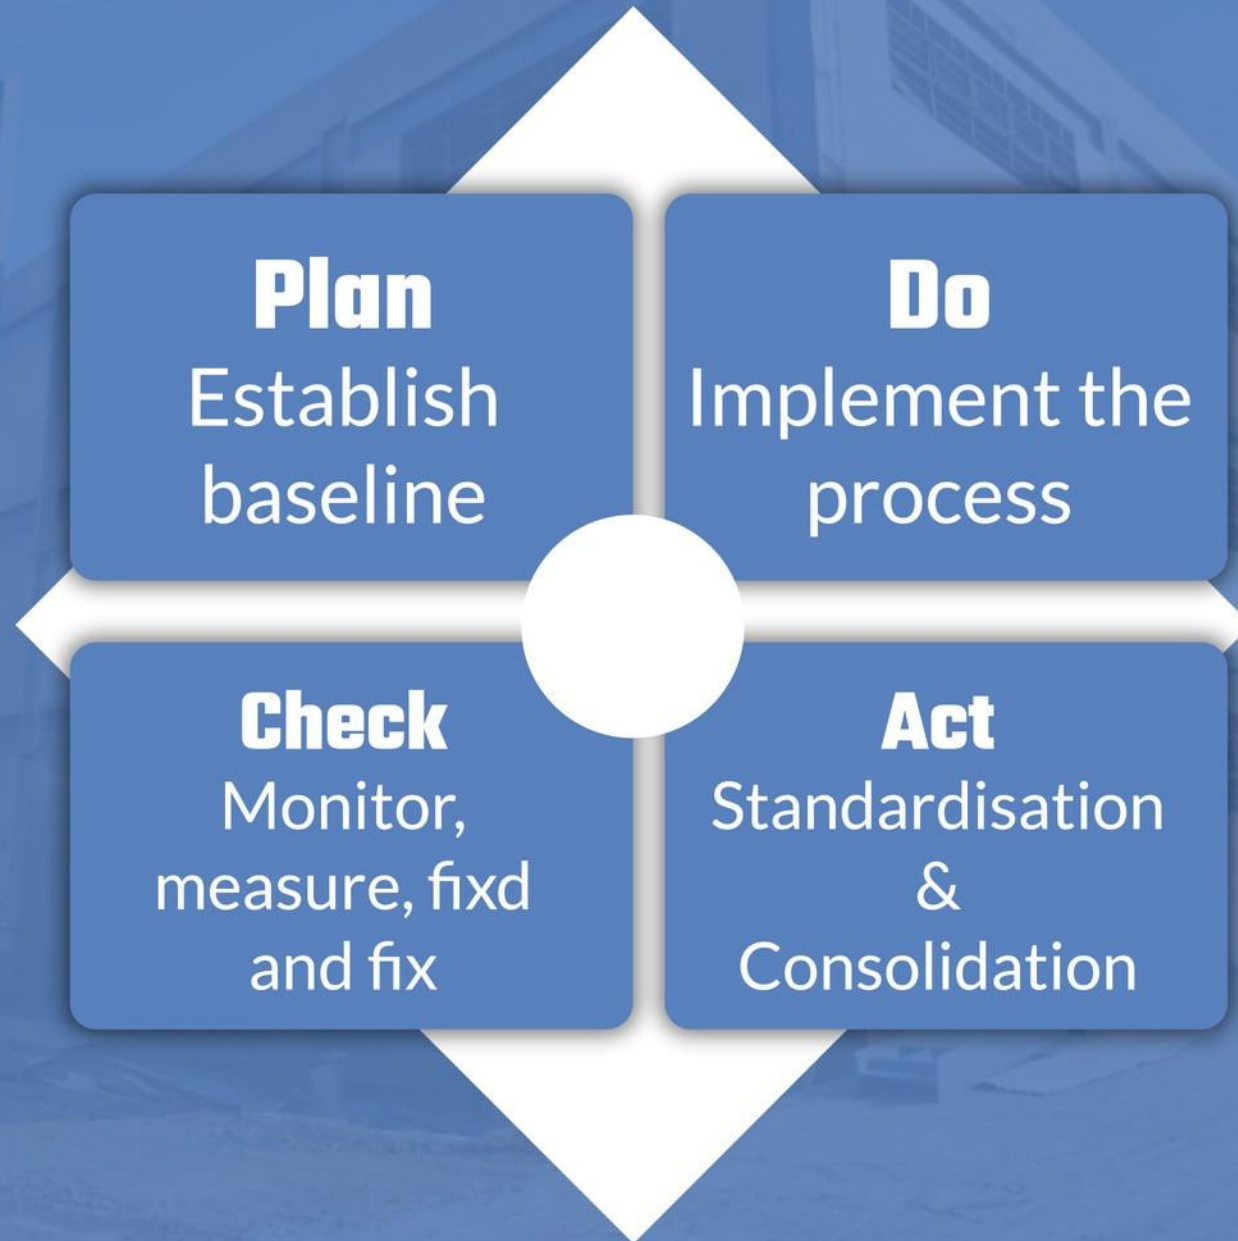 Plan
Establish
baseline
Do
Implement the
process
Check
Monitor,
measure, fixd
and fix
Act
Standardisation
&
Consolidation